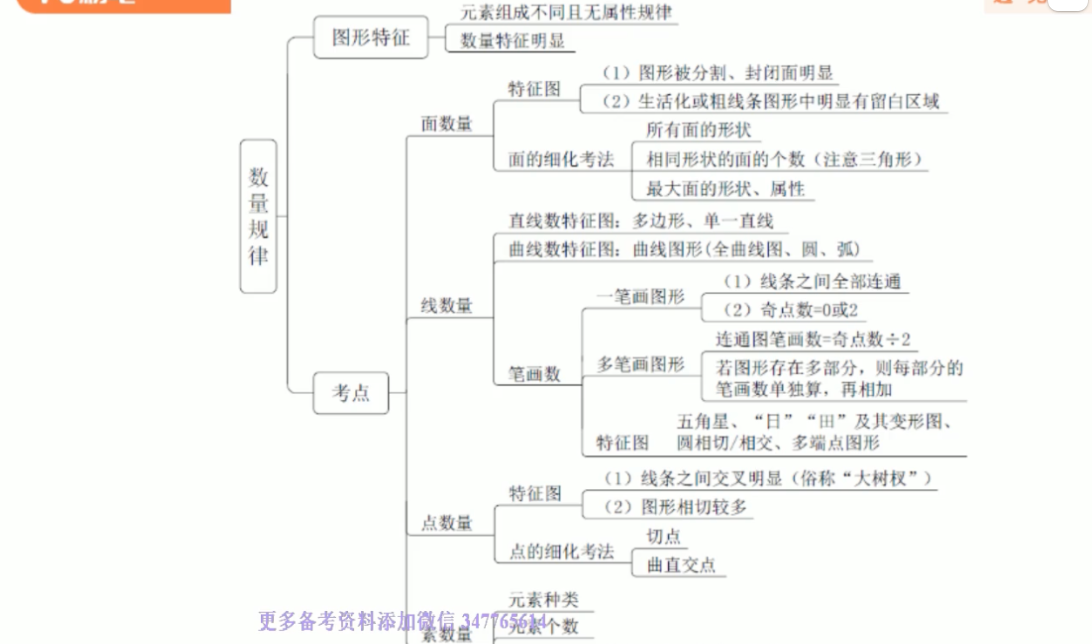 数量规律
图形特征
元素组成不同且无属性规律
数量特征明显
考点
面数量
特征图
（1）图形被分割、封闭面明显
（2）生活化或粗线条图形中明显有留白区域
面的细化考法
所有面的形状
相同形状的面的个数（注意三角形）
最大面的形状、属性
线数量
直线数特征图：多边形、单一直线
曲线数特征图：曲线图形(全曲线图、圆、弧)
笔画数
一笔画图形
（1）线条之间全部连通
（2）奇点数=0或2
多笔画图形
连通图笔画数=奇点数÷2
若图形存在多部分，则每部分的
笔画数单独算，再相加
特征图
五角星、“日”“田”及其变形图、
圆相切/相交、多端点图形
点数量
特征图
（1）线条之间交叉明显（俗称“大树杈”）
（2）图形相切较多
点的细化考法
切点
曲直交点
素数量
元素种类
元素个数
更多备考资料添加微信 347765614